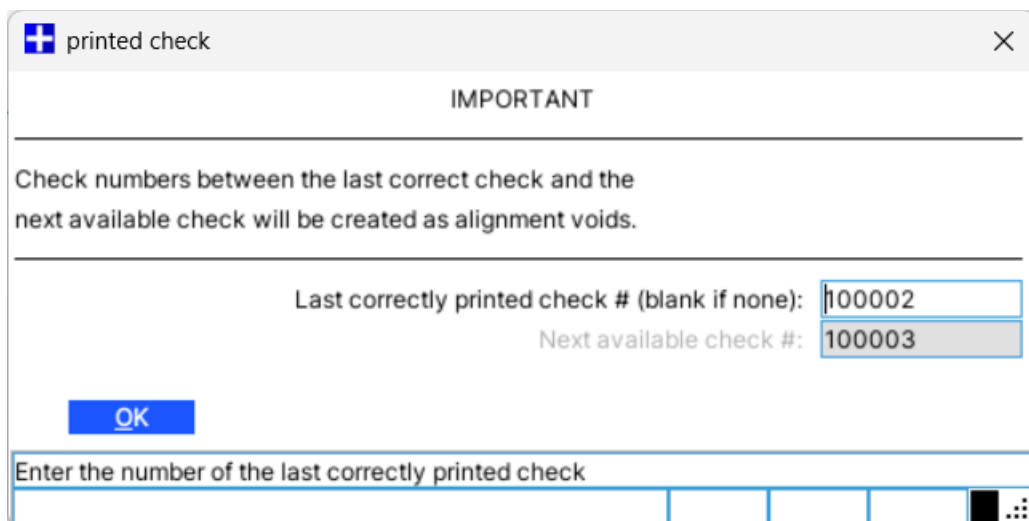 printed check
IMPORTANT
Check numbers between the last correct check and the
next available check will be created as alignment voids.
Last correctly printed check # (blank if none): 100002
Next available check #: 100003
OK
Enter the number of the last correctly printed check